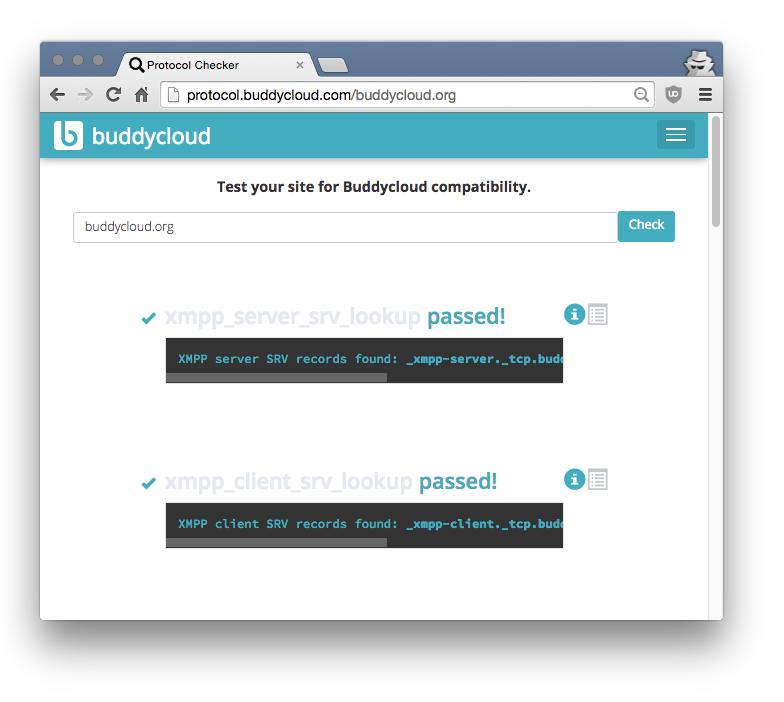 Protocol Checker
protocol.buddycloud.com/buddycloud.org
buddycloud
Test your site for Buddycloud compatibility.
buddycloud.org
Check
xmpp_server_srv_lookup passed!
XMPP server SRV records found: _xmpp-server._tcp.budd
xmpp_client_srv_lookup passed!
XMPP client SRV records found: _xmpp-client._tcp.budd